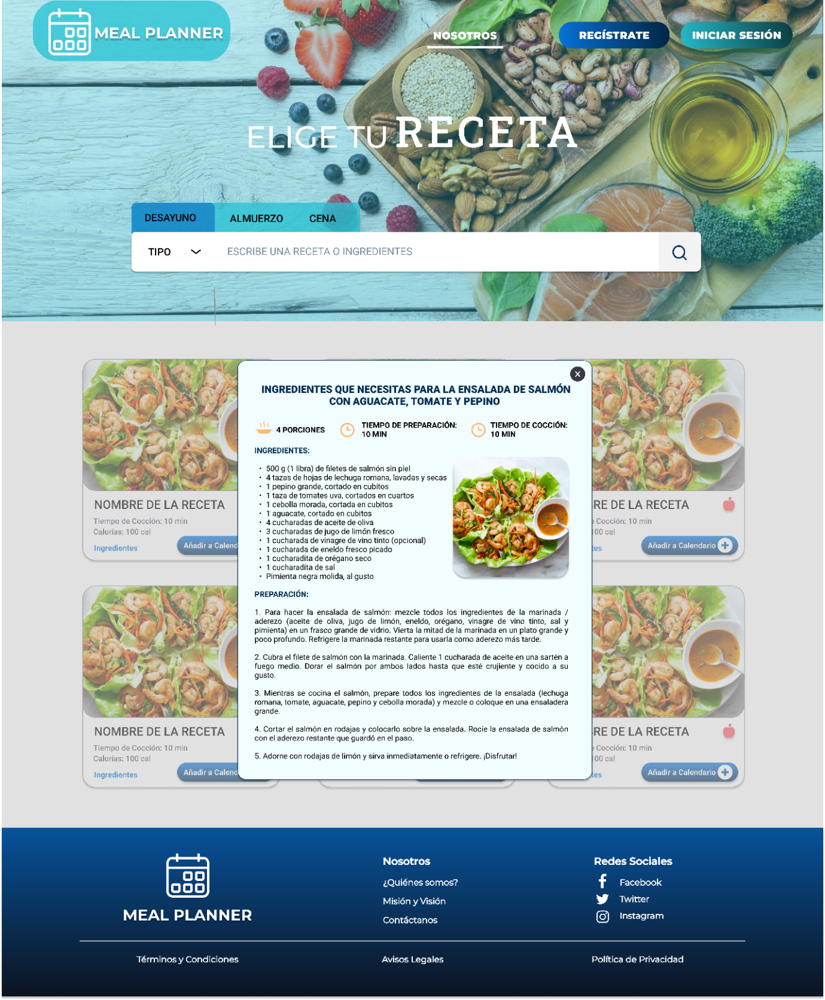 MEAL PLANNER
NOSOTROS
REGÍSTRATE
INICIAR SESIÓN
ELIGE TU RECETA
DESAYUNO
ALMUERZO
CENA
TIPO
ESCRIBE UNA RECETA O INGREDIENTES
X
INGREDIENTES QUE NECESITAS PARA LA ENSALADA DE SALMÓN
CON AGUACATE, TOMATE Y PEPINO
4 PORCIONES
TIEMPO DE PREPARACIÓN:
10 MIN
TIEMPO DE COCCIÓN:
10 MIN
INGREDIENTES:
• 500 g (1 libra) de filetes de salmón sin piel
• 4 tazas de hojas de lechuga romana, lavadas y secas
• 1 pepino grande, cortado en cubitos
• 1 taza de tomates uva, cortados en cuartos
• 1 cebolla morada, cortada en cubitos
• 1 aguacate, cortado en cubitos
• 4 cucharadas de aceite de oliva
• 3 cucharadas de jugo de limón fresco
• 1 cucharada de vinagre de vino tinto (opcional)
• 1 cucharada de eneldo fresco picado
• 1 cucharadita de orégano seco
• 1 cucharadita de sal
• Pimienta negra molida, al gusto
PREPARACIÓN:
1. Para hacer la ensalada de salmón: mezcle todos los ingredientes de la marinada /
aderezo (aceite de oliva, jugo de limón, eneldo, orégano, vinagre de vino tinto, sal y
pimienta) en un frasco grande de vidrio. Vierta la mitad de la marinada en un plato grande y
poco profundo. Refrigere la marinada restante para usarla como aderezo más tarde.
2. Cubra el filete de salmón con la marinada. Caliente 1 cucharada de aceite en una sartén a
fuego medio. Dorar el salmón por ambos lados hasta que esté crujiente y cocido a su
gusto.
3. Mientras se cocina el salmón, prepare todos los ingredientes de la ensalada (lechuga
romana, tomate, aguacate, pepino y cebolla morada) y mezcle o coloque en una ensaladera
grande.
4. Cortar el salmón en rodajas y colocarlo sobre la ensalada. Rocíe la ensalada de salmón
con el aderezo restante que guardó en el paso.
5. Adorne con rodajas de limón y sirva inmediatamente o refrigere. ¡Disfrutar!
NOMBRE DE LA RECETA
Tiempo de Cocción: 10 min
Calorías: 100 cal
Ingredientes
Añadir a Calend
RE DE LA RECETA
e Cocción: 10 min
100 cal
tes
Añadir a Calendario
NOMBRE DE LA RECETA
Tiempo de Cocción: 10 min
Calorías: 100 cal
Ingredientes
Añadir a Calend
RE DE LA RECETA
e Cocción: 10 min
100 cal
tes
Añadir a Calendario
MEAL PLANNER
Nosotros
¿Quiénes somos?
Misión y Visión
Contáctanos
Redes Sociales
Facebook
Twitter
Instagram
Términos y Condiciones
Avisos Legales
Política de Privacidad